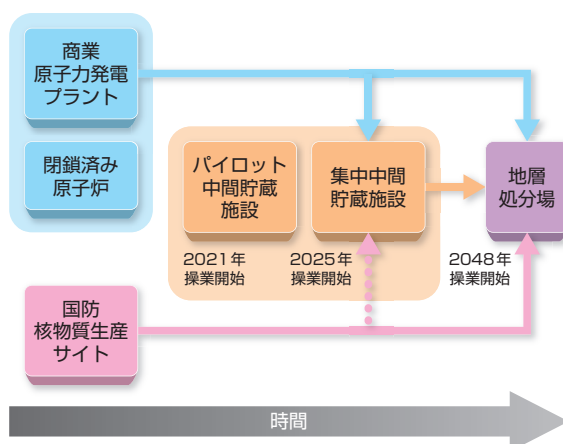 商業
原子力発電
プラント
閉鎖済み
原子炉
パイロット
中間貯蔵
施設
集中中間
貯蔵施設
地層
処分場
2021年
操業開始
2025年
操業開始
2048年
操業開始
国防
核物質生産
サイト
時間